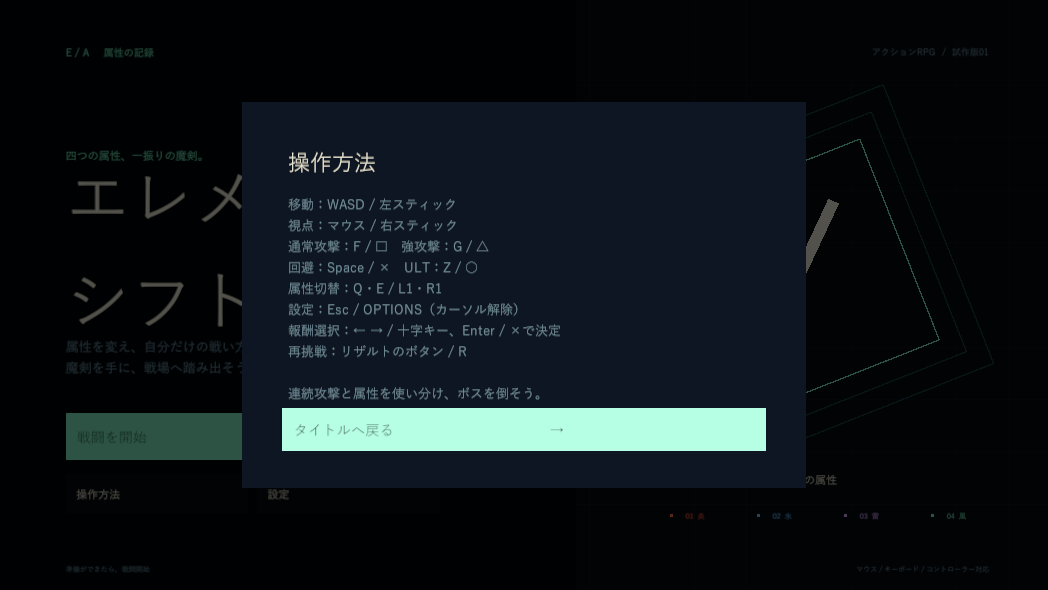 E / A 属性の記録
アクションRPG / 試作版01
四つの属性、一振りの魔剣。
エレメ
シフト
属性を変え、自分だけの戦い方
魔剣を手に、戦場へ踏み出そう
戦闘を開始
操作方法
設定
操作方法
移動：WASD / 左スティック
視点：マウス / 右スティック
通常攻撃：F / □ 強攻撃：G / △
回避：Space / × ULT：Z / ○
属性切替：Q・E / L1・R1
設定：Esc / OPTIONS（カーソル解除）
報酬選択：← → / 十字キー、Enter / ×で決定
再挑戦：リザルトのボタン / R
連続攻撃と属性を使い分け、ボスを倒そう。
タイトルへ戻る →
の属性
01 炎 02 氷 03 雷 04 風
準備ができたら、戦闘開始
マウス / キーボード / コントローラー対応